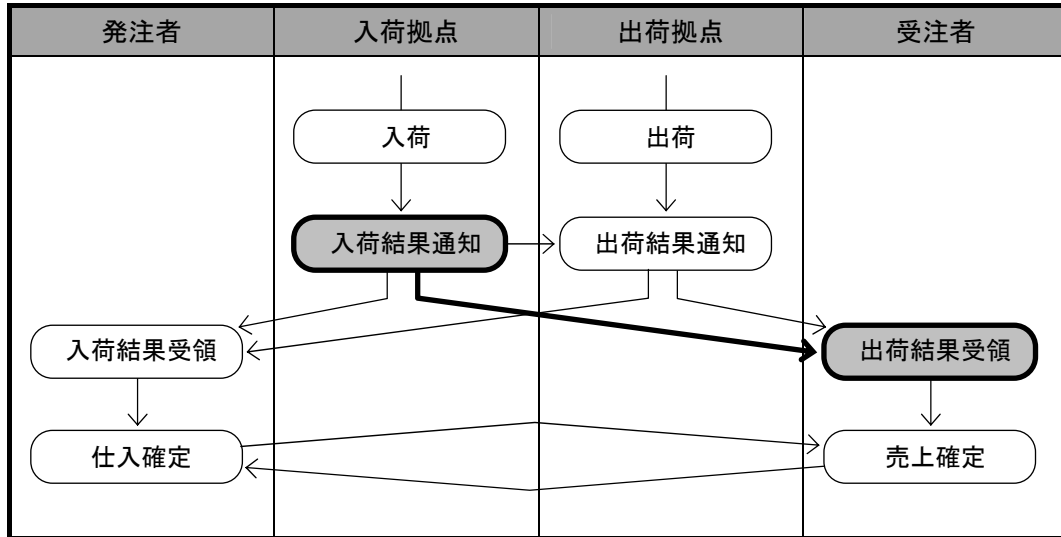 発注者
入荷拠点
出荷拠点
受注者
入荷
出荷
入荷結果通知
出荷結果通知
入荷結果受領
出荷結果受領
仕入確定
売上確定